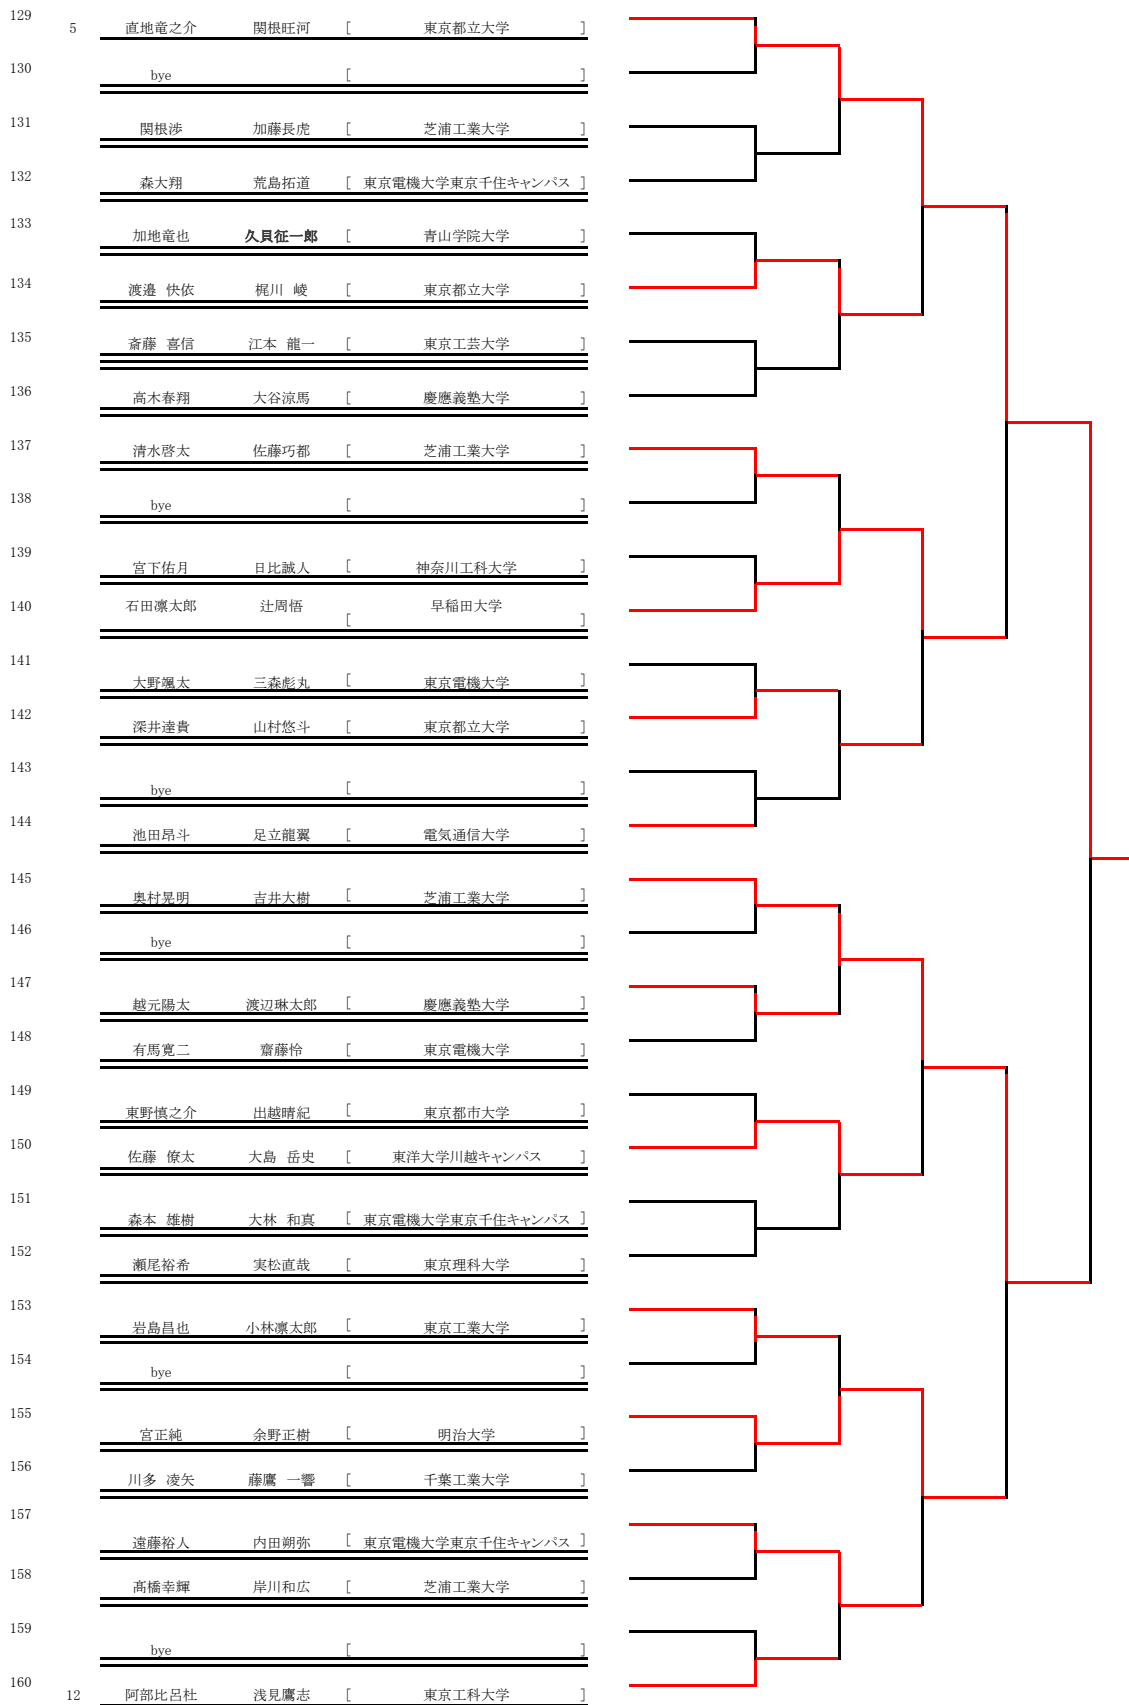 129 5 直地竜之介 関根旺河 [ 東京都立大学 ]
130 bye [ ]
131 関根渉 加藤長虎 [ 芝浦工業大学 ]
132 森大翔 荒島拓道 [ 東京電機大学東京千住キャンパス ]
133 加地竜也 久貝征一郎 [ 青山学院大学 ]
134 渡邉 快依 梶川 崚 [ 東京都立大学 ]
135 斎藤 喜信 江本 龍一 [ 東京工芸大学 ]
136 高木春翔 大谷涼馬 [ 慶應義塾大学 ]
137 清水啓太 佐藤巧都 [ 芝浦工業大学 ]
138 bye [ ]
139 宮下佑月 日比誠人 [ 神奈川工科大学 ]
140 石田凛太郎 辻周悟 [ 早稲田大学 ]
141 大野颯太 三森彪丸 [ 東京電機大学 ]
142 深井達貴 山村悠斗 [ 東京都立大学 ]
143 bye [ ]
144 池田昂斗 足立龍翼 [ 電気通信大学 ]
145 奥村晃明 吉井大樹 [ 芝浦工業大学 ]
146 bye [ ]
147 越元陽太 渡辺琳太郎 [ 慶應義塾大学 ]
148 有馬寛二 齋藤怜 [ 東京電機大学 ]
149 東野慎之介 出越晴紀 [ 東京都市大学 ]
150 佐藤 僚太 大島 岳史 [ 東洋大学川越キャンパス ]
151 森本 雄樹 大林 和真 [ 東京電機大学東京千住キャンパス ]
152 瀬尾裕希 実松直哉 [ 東京理科大学 ]
153 岩島昌也 小林凛太郎 [ 東京工業大学 ]
154 bye [ ]
155 宮正純 余野正樹 [ 明治大学 ]
156 川多 凌矢 藤鷹 一響 [ 千葉工業大学 ]
157 遠藤裕人 内田朔弥 [ 東京電機大学東京千住キャンパス ]
158 髙橋幸輝 岸川和広 [ 芝浦工業大学 ]
159 bye [ ]
160 12 阿部比呂杜 浅見鷹志 [ 東京工科大学 ]